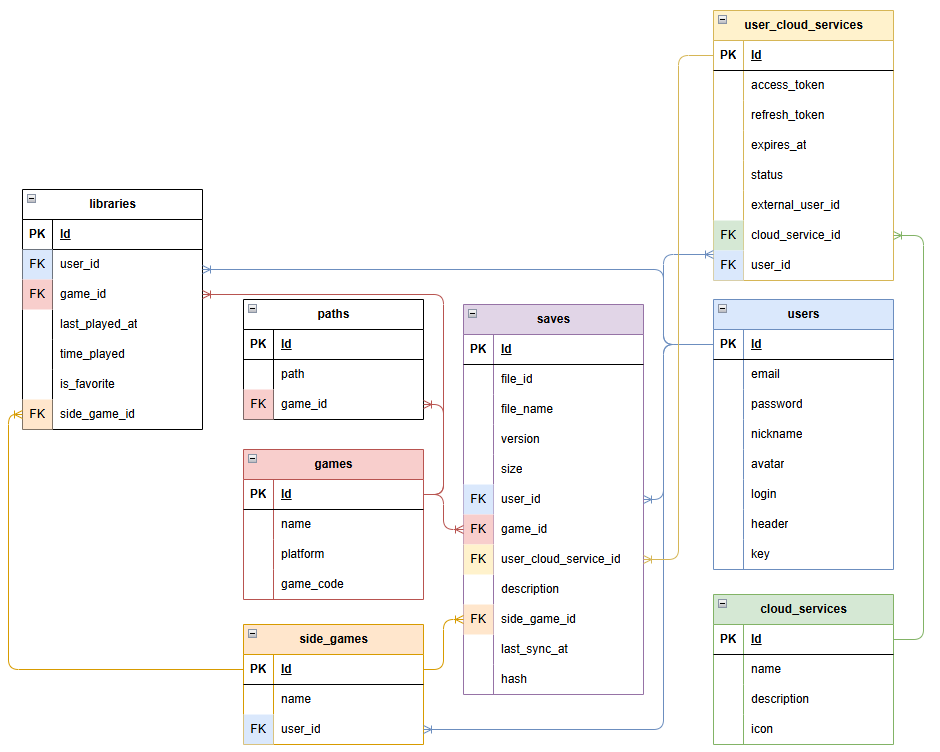 user_cloud_services
PK Id
access_token
refresh_token
expires_at
status
external_user_id
FK cloud_service_id
FK user_id
libraries
PK Id
FK user_id
FK game_id
last_played_at
time_played
is_favorite
FK side_game_id
paths
PK Id
path
FK game_id
games
PK Id
name
platform
game_code
side_games
PK Id
name
FK user_id
saves
PK Id
file_id
file_name
version
size
FK user_id
FK game_id
FK user_cloud_service_id
description
FK side_game_id
last_sync_at
hash
users
PK Id
email
password
nickname
avatar
login
header
key
cloud_services
PK Id
name
description
icon